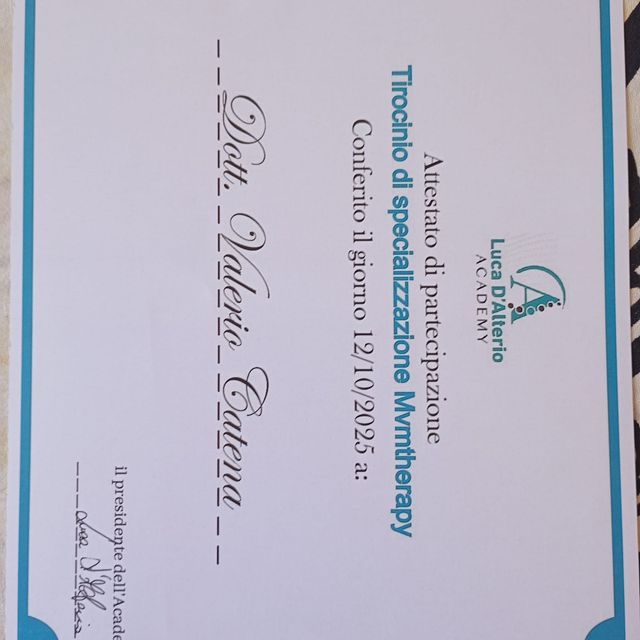 Luca D'Alterio
ACADEMY
Attestato di partecipazione
Tirocinio di specializzazione Mvmtherapy
Conferito il giorno 12/10/2025 a:
Dott. Valerio Catena
il presidente dell'Acade